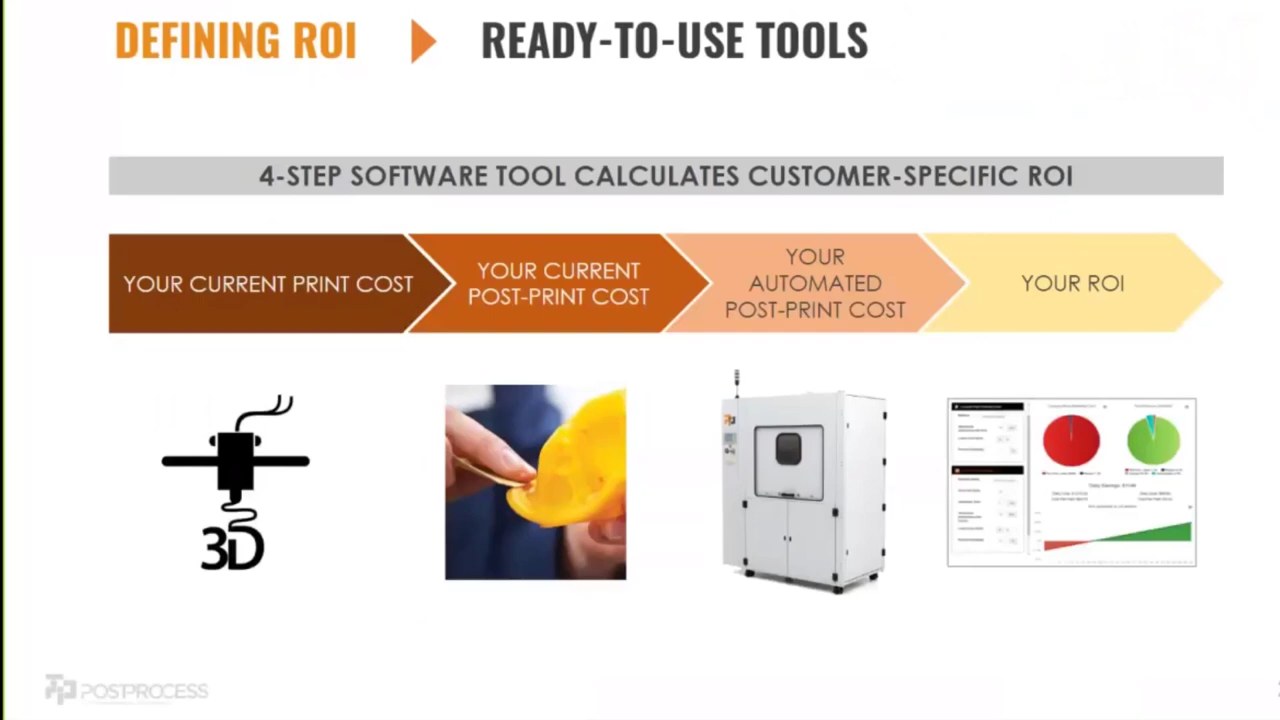 DEFINING ROI
READY-TO-USE TOOLS
4-STEP SOFTWARE TOOL CALCULATES CUSTOMER-SPECIFIC ROI
YOUR CURRENT PRINT COST
YOUR CURRENT
POST-PRINT COST
YOUR
AUTOMATED
POST-PRINT COST
YOUR ROI
3D
POSTPROCESS